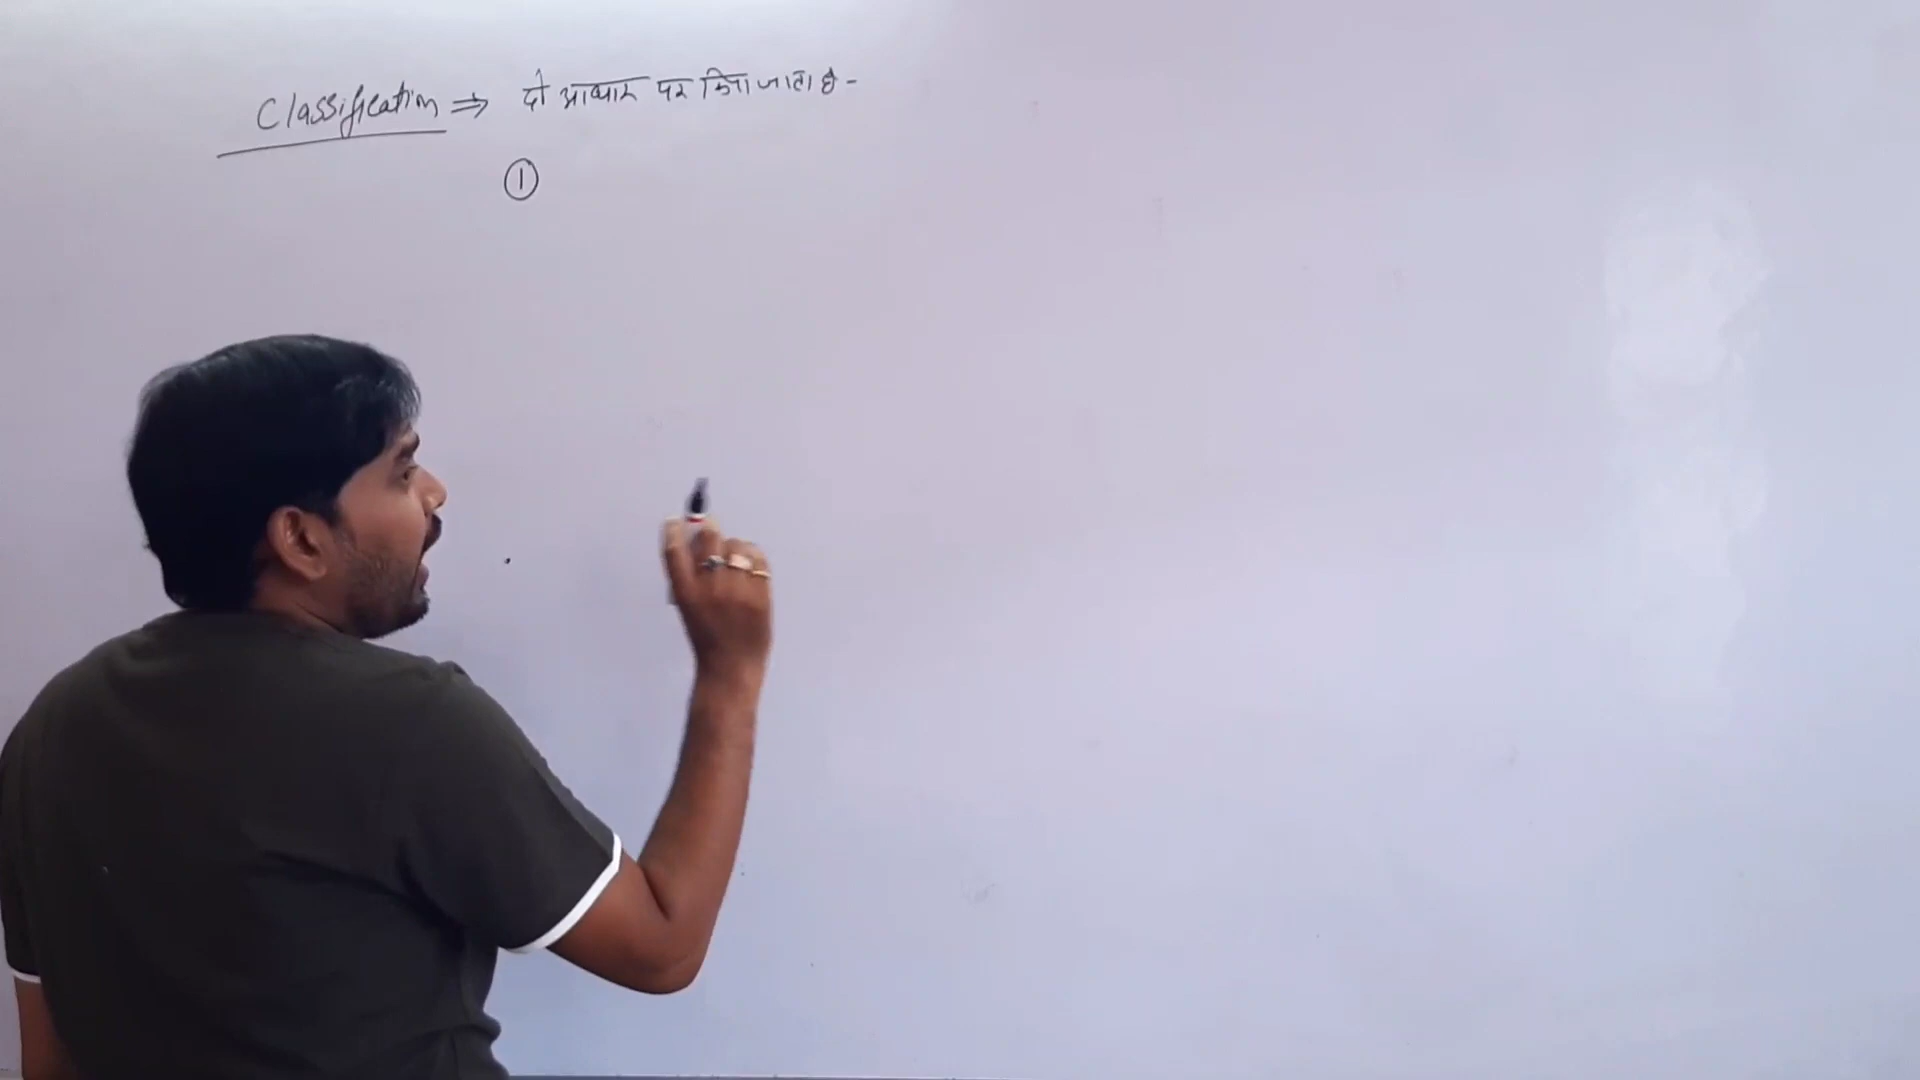 Classification ⇒ दो आधार पर किया जाता है -
①